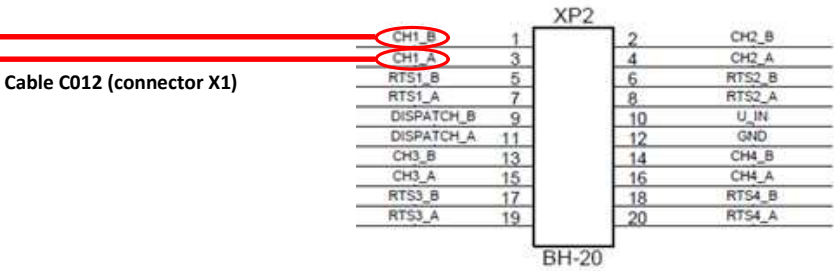 XP2
CH1_B 1 2 CH2_B
CH1_A 3 4 CH2_A
Cable C012 (connector X1)
RTS1_B 5 6 RTS2_B
RTS1_A 7 8 RTS2_A
DISPATCH_B 9 10 U_IN
DISPATCH_A 11 12 GND
CH3_B 13 14 CH4_B
CH3_A 15 16 CH4_A
RTS3_B 17 18 RTS4_B
RTS3_A 19 20 RTS4_A
BH-20